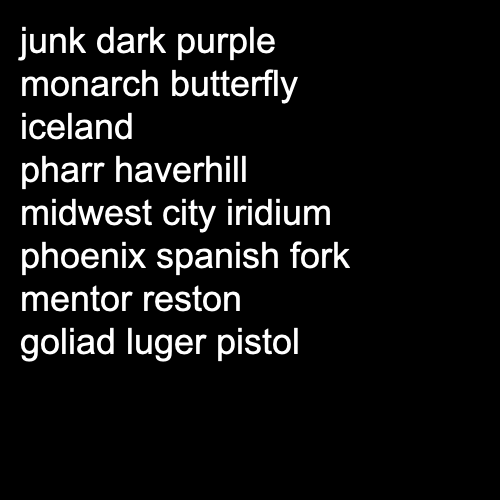 junk dark purple
monarch butterfly
iceland
pharr haverhill
midwest city iridium
phoenix spanish fork
mentor reston
goliad luger pistol